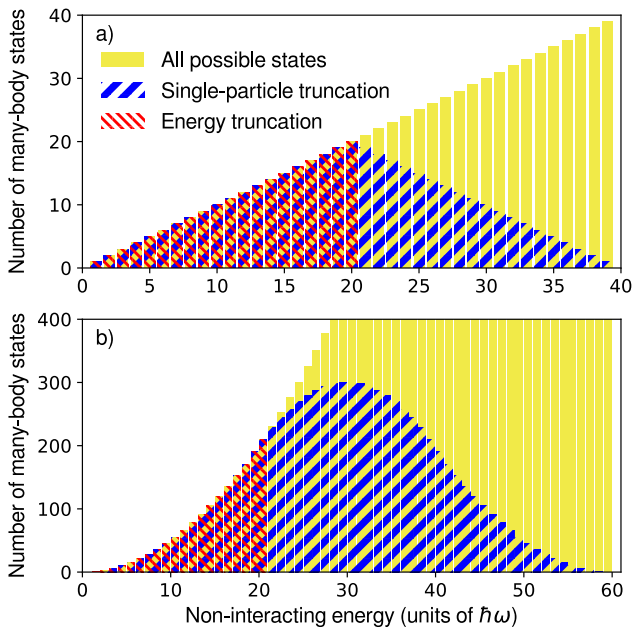 a)
All possible states
Single-particle truncation
Energy truncation
Number of many-body states
40
30
20
10
0
0 5 10 15 20 25 30 35 40
b)
Number of many-body states
400
300
200
100
0
0 10 20 30 40 50 60
Non-interacting energy (units of ℏω)